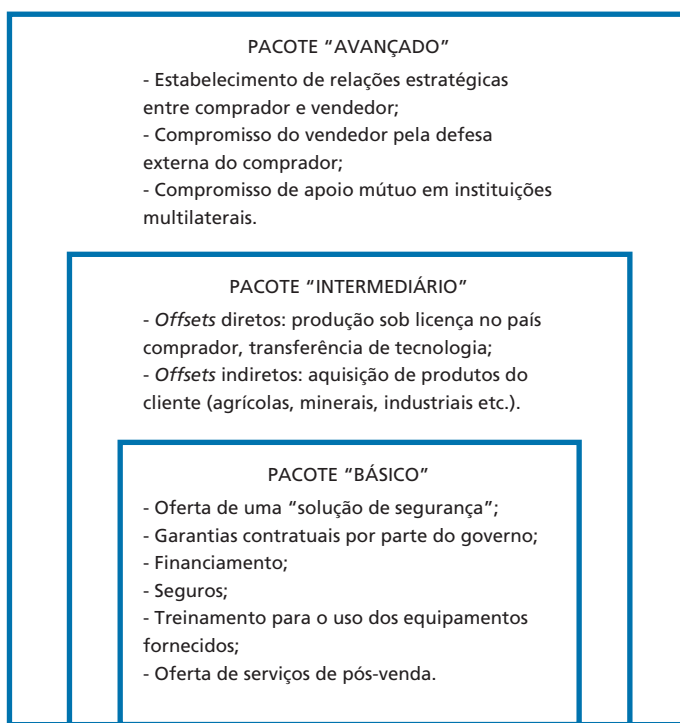 PACOTE “AVANÇADO”
- Estabelecimento de relações estratégicas
entre comprador e vendedor;
- Compromisso do vendedor pela defesa
externa do comprador;
- Compromisso de apoio mútuo em instituições
multilaterais.
PACOTE “INTERMEDIÁRIO”
- Offsets diretos: produção sob licença no país
comprador, transferência de tecnologia;
- Offsets indiretos: aquisição de produtos do
cliente (agrícolas, minerais, industriais etc.).
PACOTE “BÁSICO”
- Oferta de uma “solução de segurança”;
- Garantias contratuais por parte do governo;
- Financiamento;
- Seguros;
- Treinamento para o uso dos equipamentos
fornecidos;
- Oferta de serviços de pós-venda.